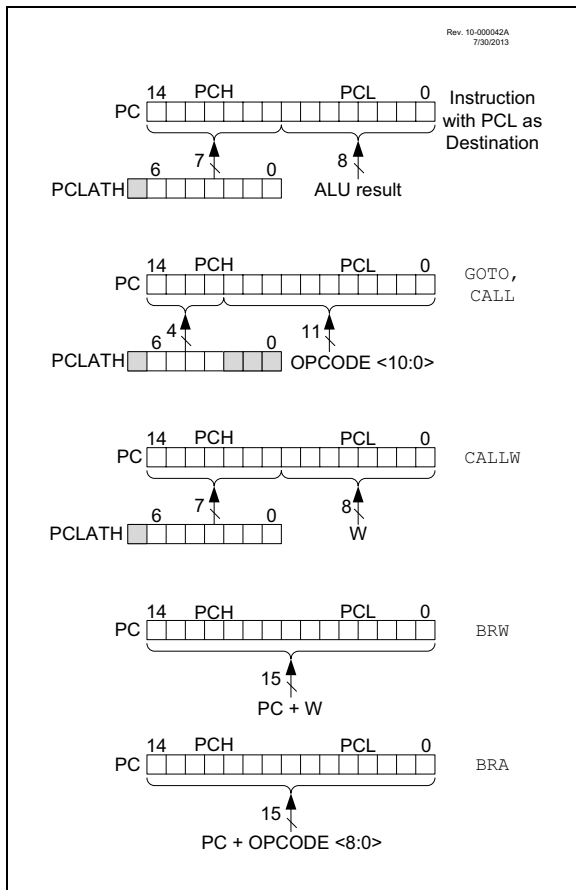 Rev. 10-000042A
7/30/2013
14 PCH PCL 0
PC
Instruction
with PCL as
Destination
7 8
6 0
PCLATH
ALU result
14 PCH PCL 0
PC
GOTO,
CALL
4 11
6 0
PCLATH
OPCODE <10:0>
14 PCH PCL 0
PC
CALLW
7 8
6 0
PCLATH
W
14 PCH PCL 0
PC
BRW
15
PC + W
14 PCH PCL 0
PC
BRA
15
PC + OPCODE <8:0>